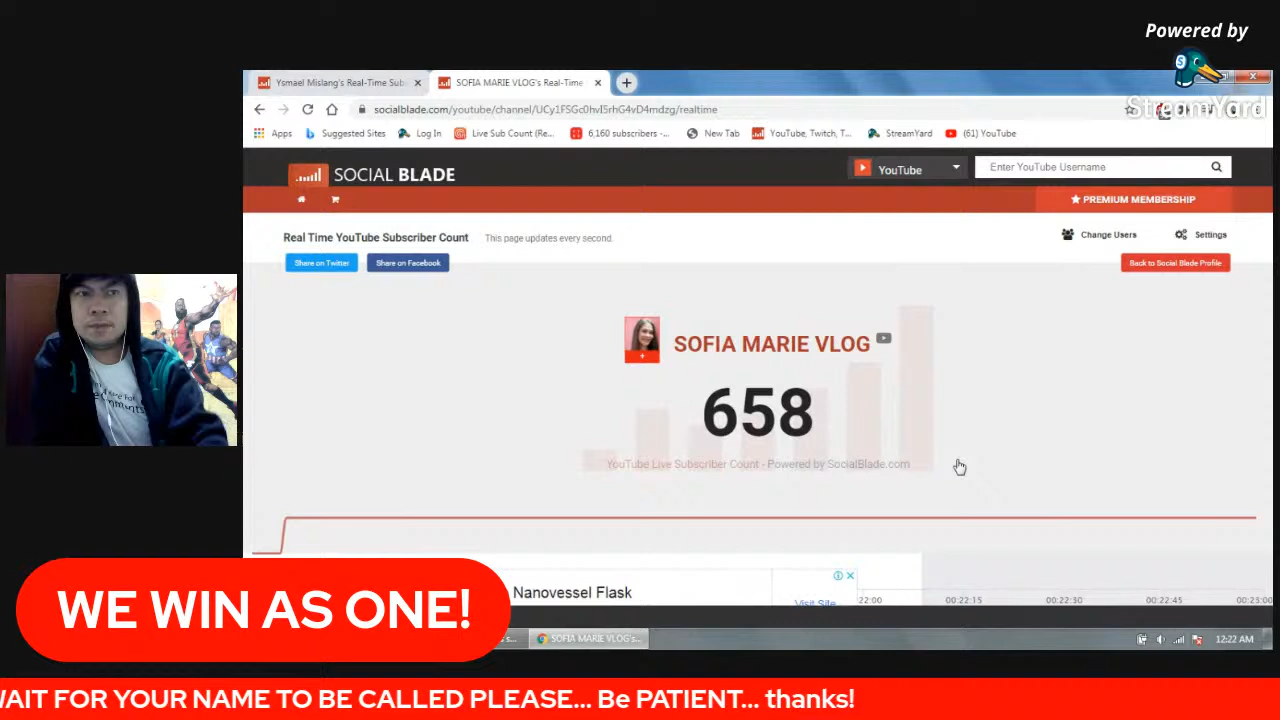 Powered by
StreamYard
Ysmael Mislang's Real-Time Sub
SOFIA MARIE VLOG's Real-Time
socialblade.com/youtube/channel/UCy1FSGc0hvI5rhG4vD4mdzg/realtime
Apps
Suggested Sites
Log In
Live Sub Count (Re...
6,160 subscribers -...
New Tab
YouTube, Twitch, T...
StreamYard
(61) YouTube
SOCIAL BLADE
YouTube
Enter YouTube Username
PREMIUM MEMBERSHIP
Real Time YouTube Subscriber Count
This page updates every second.
Change Users
Settings
Share on Twitter
Share on Facebook
Back to Social Blade Profile
SOFIA MARIE VLOG
658
YouTube Live Subscriber Count - Powered by SocialBlade.com
Nanovessel Flask
Visit Site
22:00
00:22:15
00:22:30
00:22:45
00:23:00
WE WIN AS ONE!
SOFIA MARIE VLOG's...
12:22 AM
WAIT FOR YOUR NAME TO BE CALLED PLEASE... Be PATIENT... thanks!